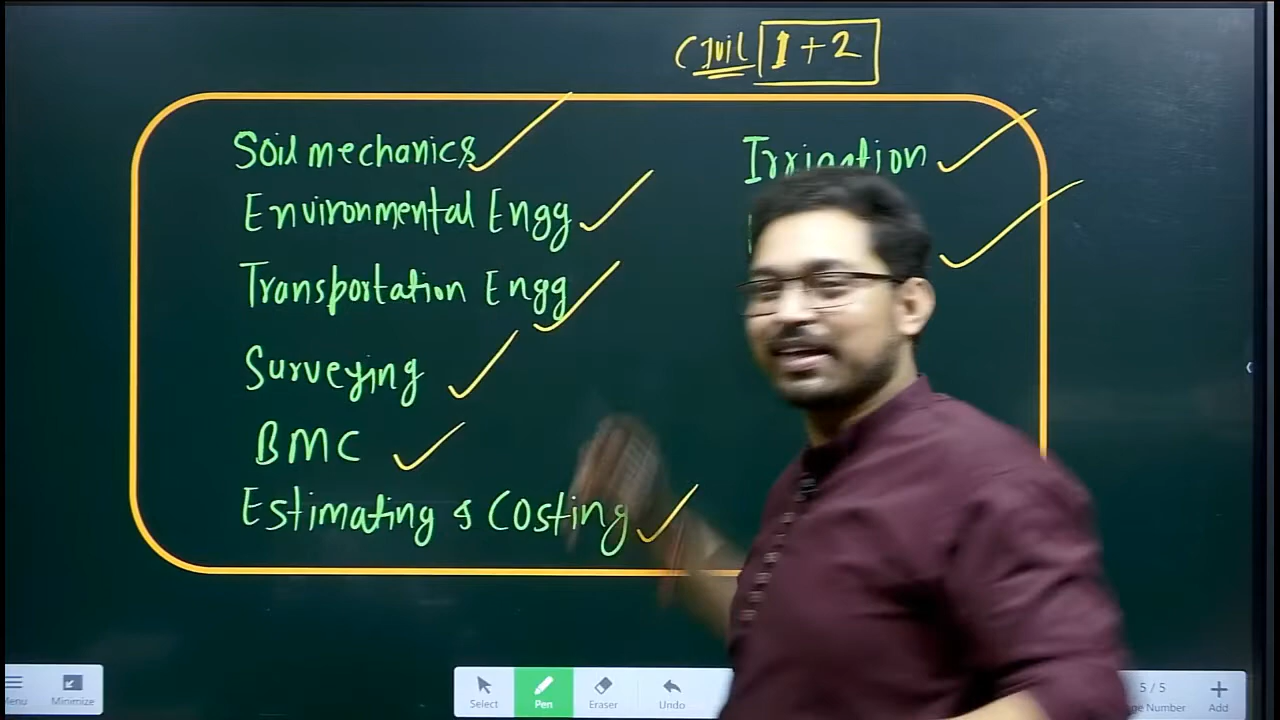 Civil 1 + 2
Soil mechanics
Environmental Engg
Transportation Engg
Surveying
BMC
Estimating & Costing
Irrigation
Menu
Minimize
Select
Pen
Eraser
Undo
5 / 5
Number
Add